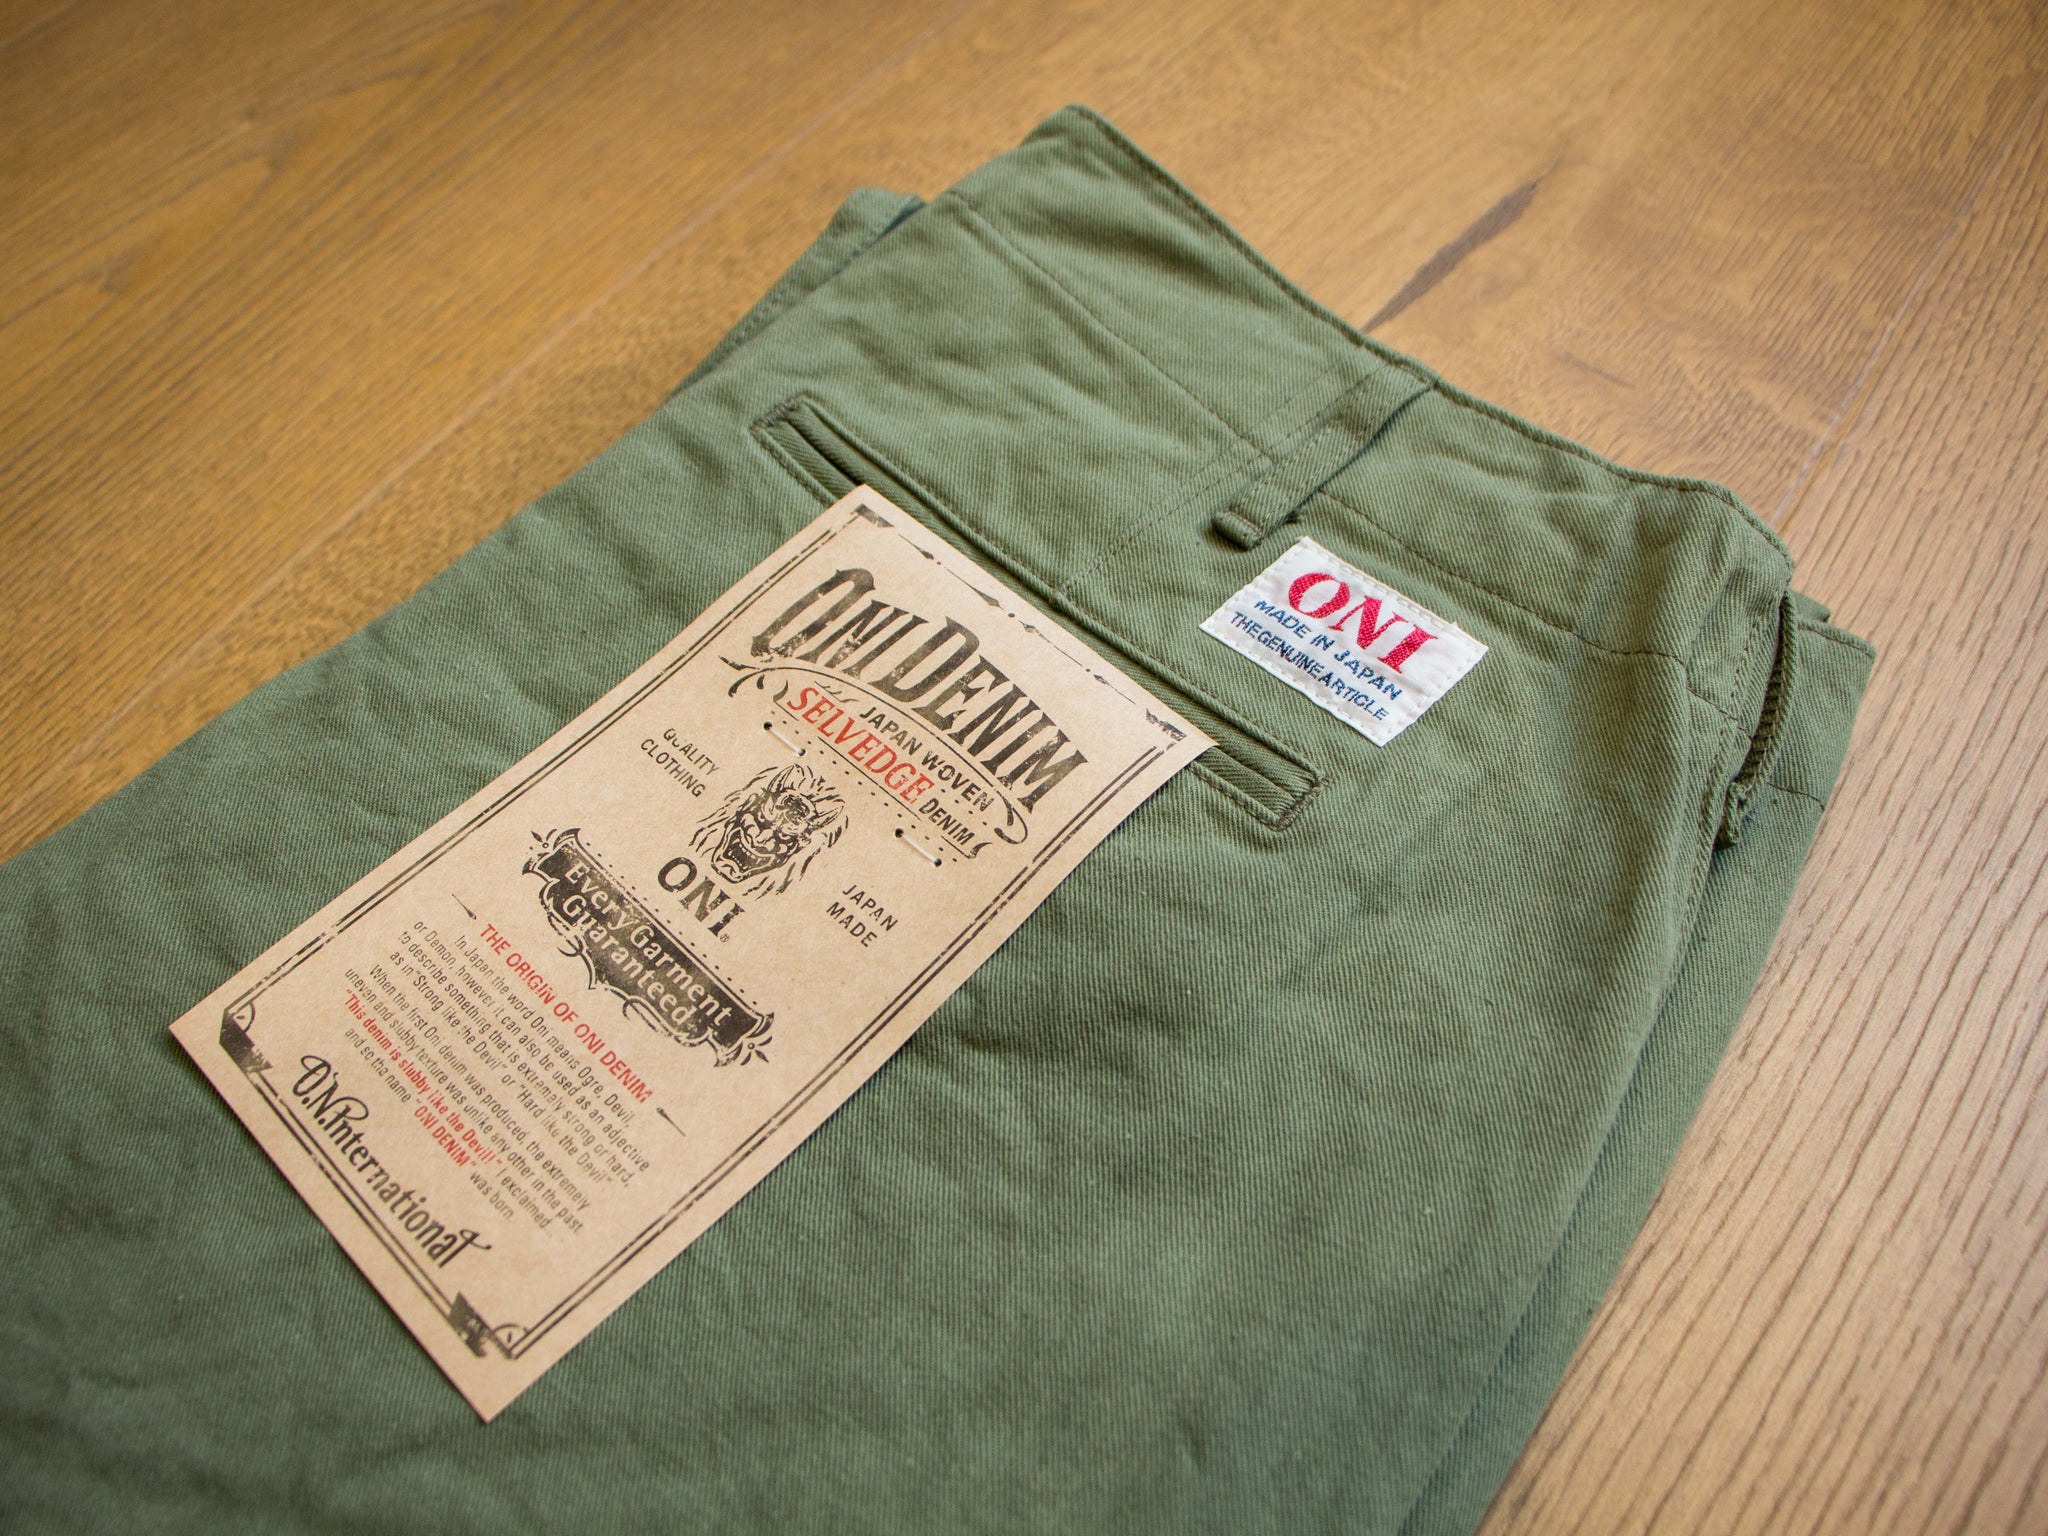 ONI
MADE IN JAPAN
THEGENUINEARTICLE
ONI DENIM
JAPAN WOVEN
SELVEDGE DENIM
QUALITY
CLOTHING
ONI®
JAPAN
MADE
Every Garment
Guaranteed
THE ORIGIN OF ONI DENIM
In Japan the word Oni means Ogre, Devil,
or Demon, however it can also be used as an adjective
to describe something that is extremely strong or hard,
as in "Strong like the Devil" or "Hard like the Devil"
When the first Oni denim was produced, the extremely
uneven and slubby texture was unlike any other in the past.
"This denim is slubby like the Devil!" I exclaimed...
and so the name "ONI DENIM" was born.
O.N.International